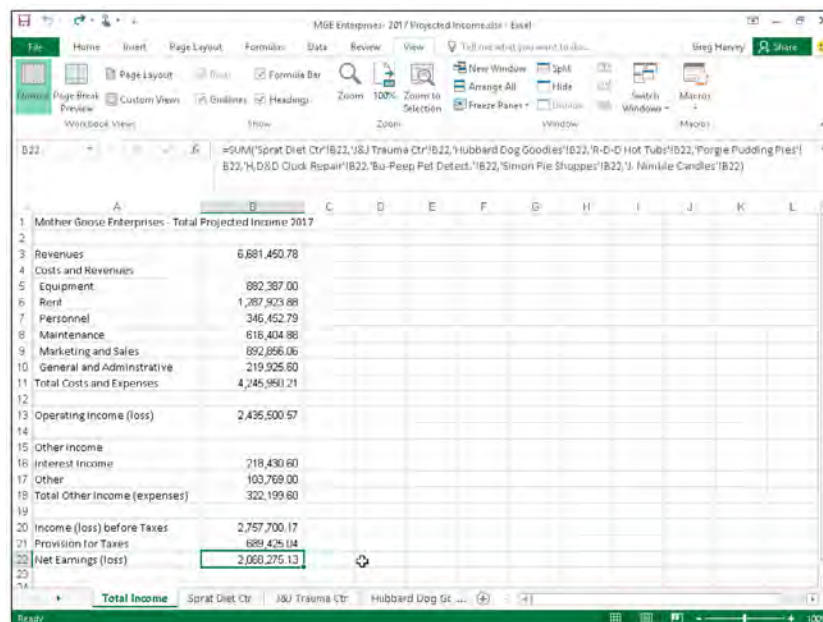 MGE Enterprises- 2017 Projected Income.xlsx - Excel
File Home Insert Page Layout Formulas Data Review View Tell me what you want to do... Greg Harvey Share
Normal Page Break Preview Page Layout Custom Views
Ruler Formula Bar Gridlines Headings
Zoom 100% Zoom to Selection
New Window Arrange All Freeze Panes Split Hide Unhide Switch Windows
Macros
Workbook Views Show Zoom Window Macros
B22 fx =SUM('Sprat Diet Ctr'!B22,'J&J Trauma Ctr'!B22,'Hubbard Dog Goodies'!B22,'R-D-D Hot Tubs'!B22,'Porgie Pudding Pies'!
B22,'H,D&D Clock Repair'!B22,'Bo-Peep Pet Detect.'!B22,'Simon Pie Shoppes'!B22,'J. Nimble Candles'!B22)
A B C D E F G H I J K L
1 Mother Goose Enterprises - Total Projected Income 2017
2
3 Revenues 6,681,450.78
4 Costs and Revenues
5 Equipment 882,387.00
6 Rent 1,287,923.88
7 Personnel 346,452.79
8 Maintenance 616,404.88
9 Marketing and Sales 892,856.06
10 General and Adminstrative 219,925.60
11 Total Costs and Expenses 4,245,950.21
12
13 Operating Income (loss) 2,435,500.57
14
15 Other Income
16 Interest Income 218,430.60
17 Other 103,769.00
18 Total Other Income (expenses) 322,199.60
19
20 Income (loss) before Taxes 2,757,700.17
21 Provision for Taxes 689,425.04
22 Net Earnings (loss) 2,068,275.13
23
24
Total Income Sprat Diet Ctr J&J Trauma Ctr Hubbard Dog Gc ...
Ready 100%